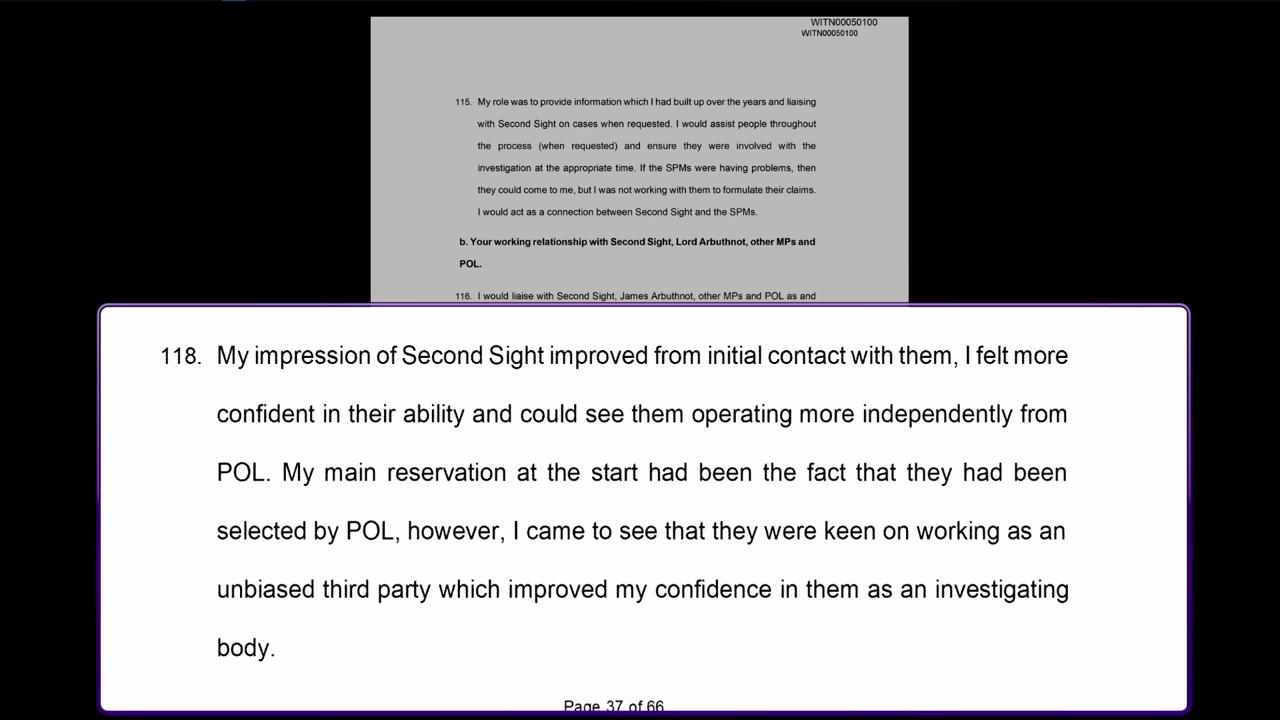 WITN00050100
WITN00050100
115. My role was to provide information which I had built up over the years and liaising
with Second Sight on cases when requested. I would assist people throughout
the process (when requested) and ensure they were involved with the
investigation at the appropriate time. If the SPMs were having problems, then
they could come to me, but I was not working with them to formulate their claims.
I would act as a connection between Second Sight and the SPMs.
b. Your working relationship with Second Sight, Lord Arbuthnot, other MPs and
POL.
116. I would liaise with Second Sight, James Arbuthnot, other MPs and POL as and
118. My impression of Second Sight improved from initial contact with them, I felt more
confident in their ability and could see them operating more independently from
POL. My main reservation at the start had been the fact that they had been
selected by POL, however, I came to see that they were keen on working as an
unbiased third party which improved my confidence in them as an investigating
body.
Page 37 of 66